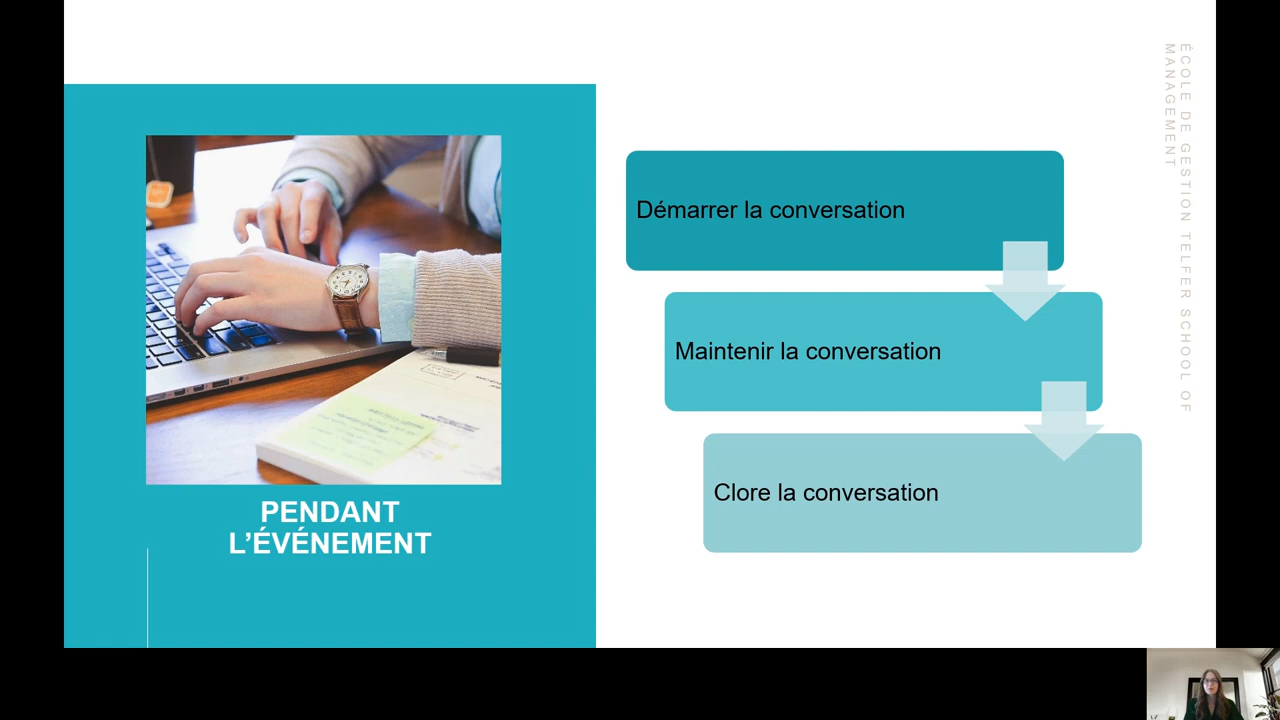 PENDANT
L’ÉVÉNEMENT
Démarrer la conversation
Maintenir la conversation
Clore la conversation
ÉCOLE DE GESTION TELFER SCHOOL OF
MANAGEMENT